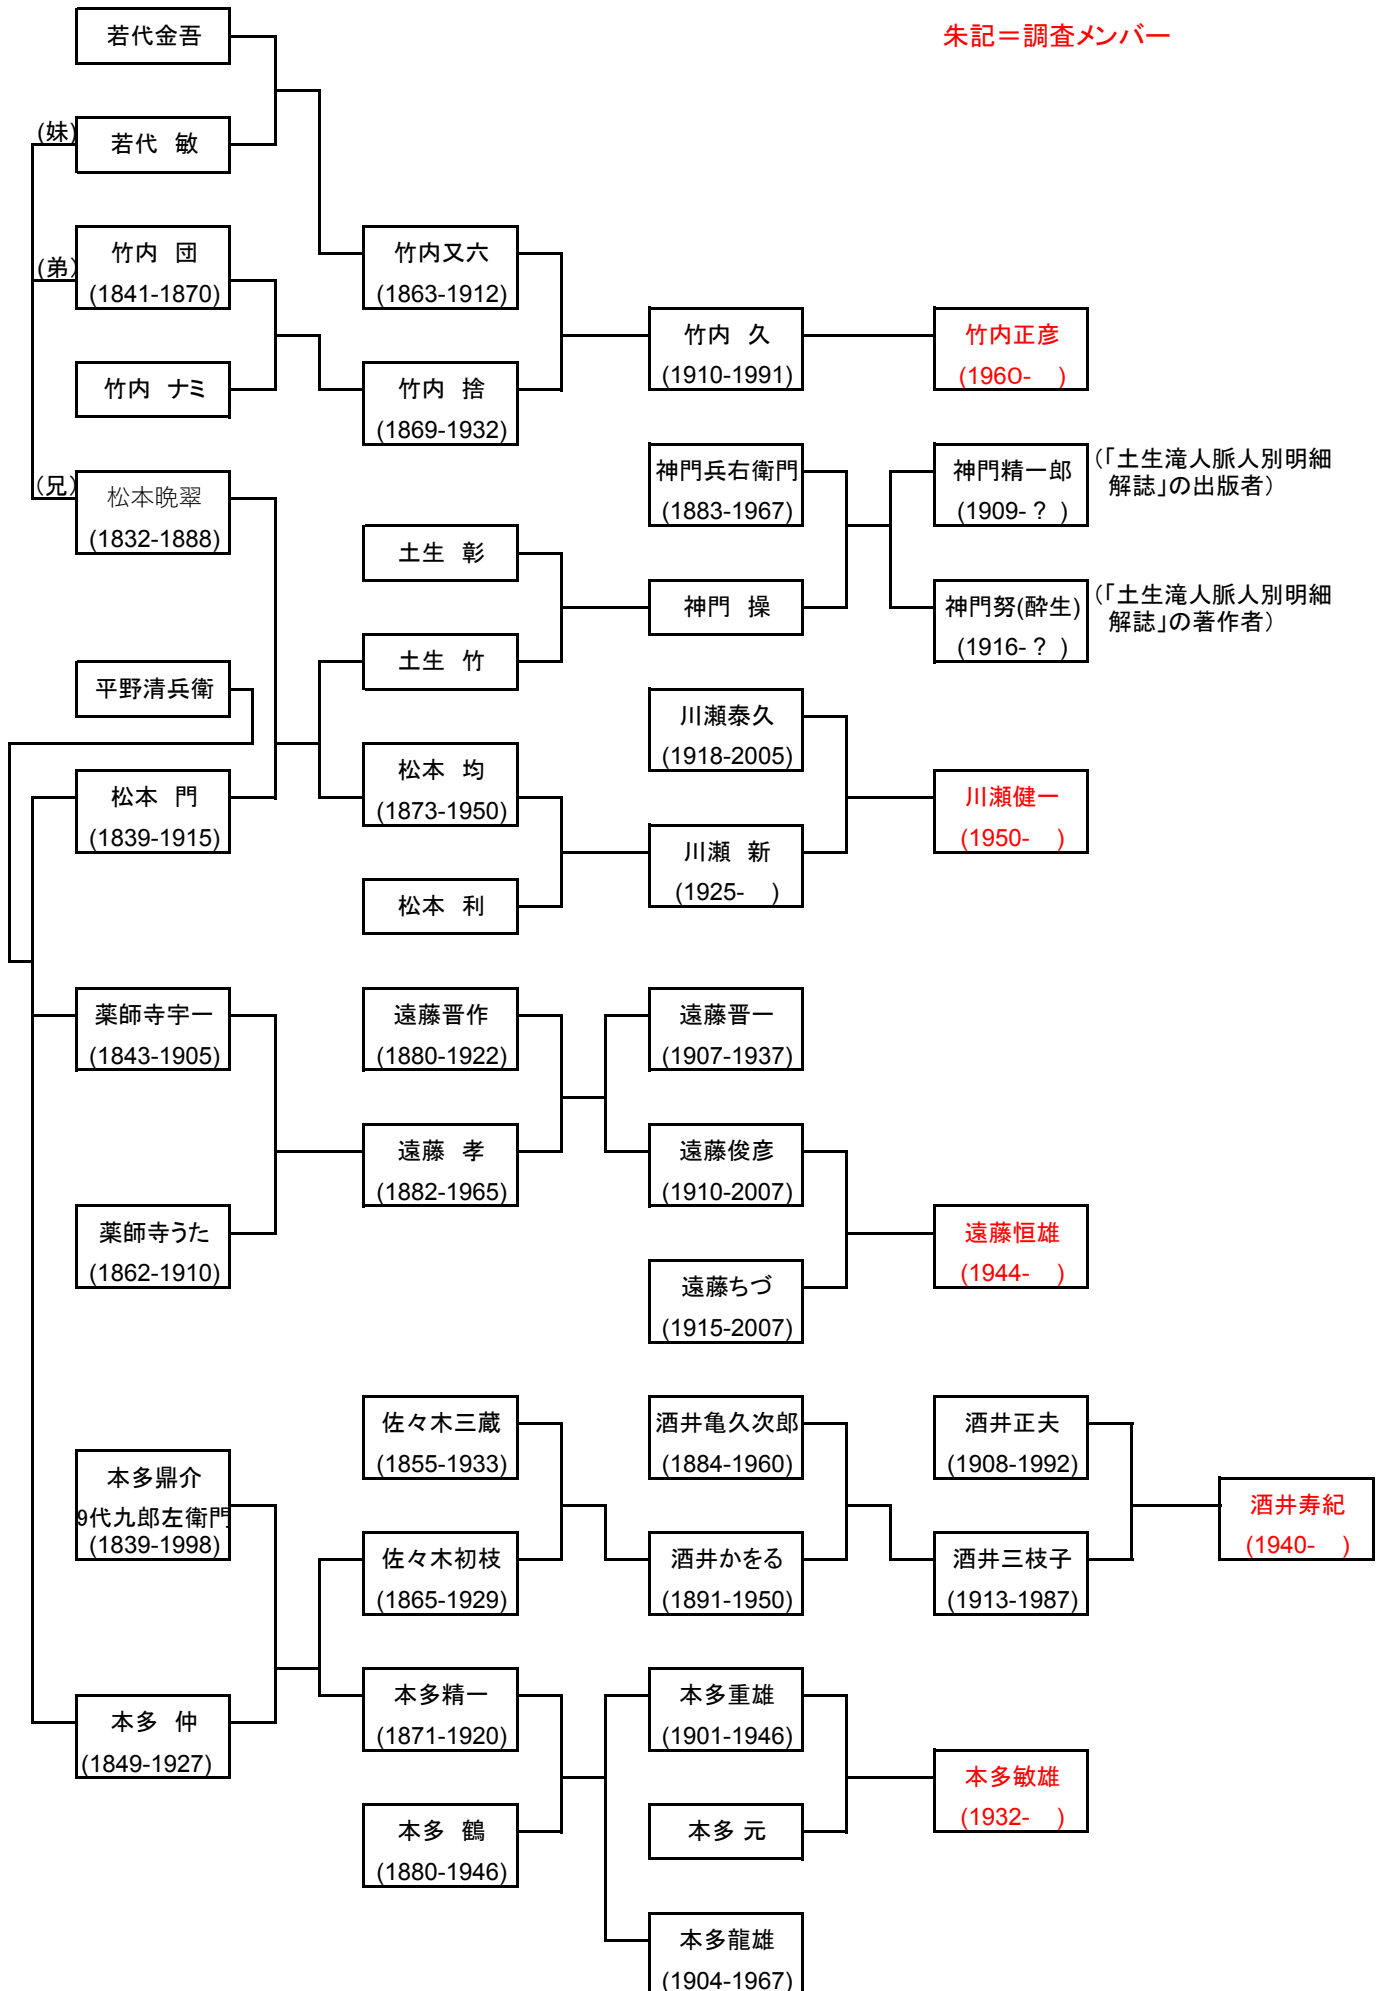 若代金吾
朱記＝調査メンバー
(妹)
若代　敏
(弟)
竹内　団
(1841-1870)
竹内又六
(1863-1912)
竹内　久
(1910-1991)
竹内正彦
(1960-　)
竹内　ナミ
竹内　捨
(1869-1932)
(兄)
松本晩翠
(1832-1888)
神門兵右衛門
(1883-1967)
神門精一郎
(1909-？)
（「土生滝人脈人別明細
解誌」の出版者）
土生　彰
神門　操
神門努(酔生)
(1916-？)
（「土生滝人脈人別明細
解誌」の著作者）
土生　竹
平野清兵衛
川瀬泰久
(1918-2005)
松本　均
(1873-1950)
松本　門
(1839-1915)
川瀬健一
(1950-　)
川瀬　新
(1925-　)
松本　利
薬師寺宇一
(1843-1905)
遠藤晋作
(1880-1922)
遠藤晋一
(1907-1937)
遠藤　孝
(1882-1965)
遠藤俊彦
(1910-2007)
薬師寺うた
(1862-1910)
遠藤恒雄
(1944-　)
遠藤ちづ
(1915-2007)
佐々木三蔵
(1855-1933)
酒井亀久次郎
(1884-1960)
酒井正夫
(1908-1992)
本多鼎介
9代九郎左衛門
(1839-1998)
酒井寿紀
(1940-　)
佐々木初枝
(1865-1929)
酒井かをる
(1891-1950)
酒井三枝子
(1913-1987)
本多　仲
(1849-1927)
本多精一
(1871-1920)
本多重雄
(1901-1946)
本多敏雄
(1932-　)
本多　鶴
(1880-1946)
本多 元
本多龍雄
(1904-1967)